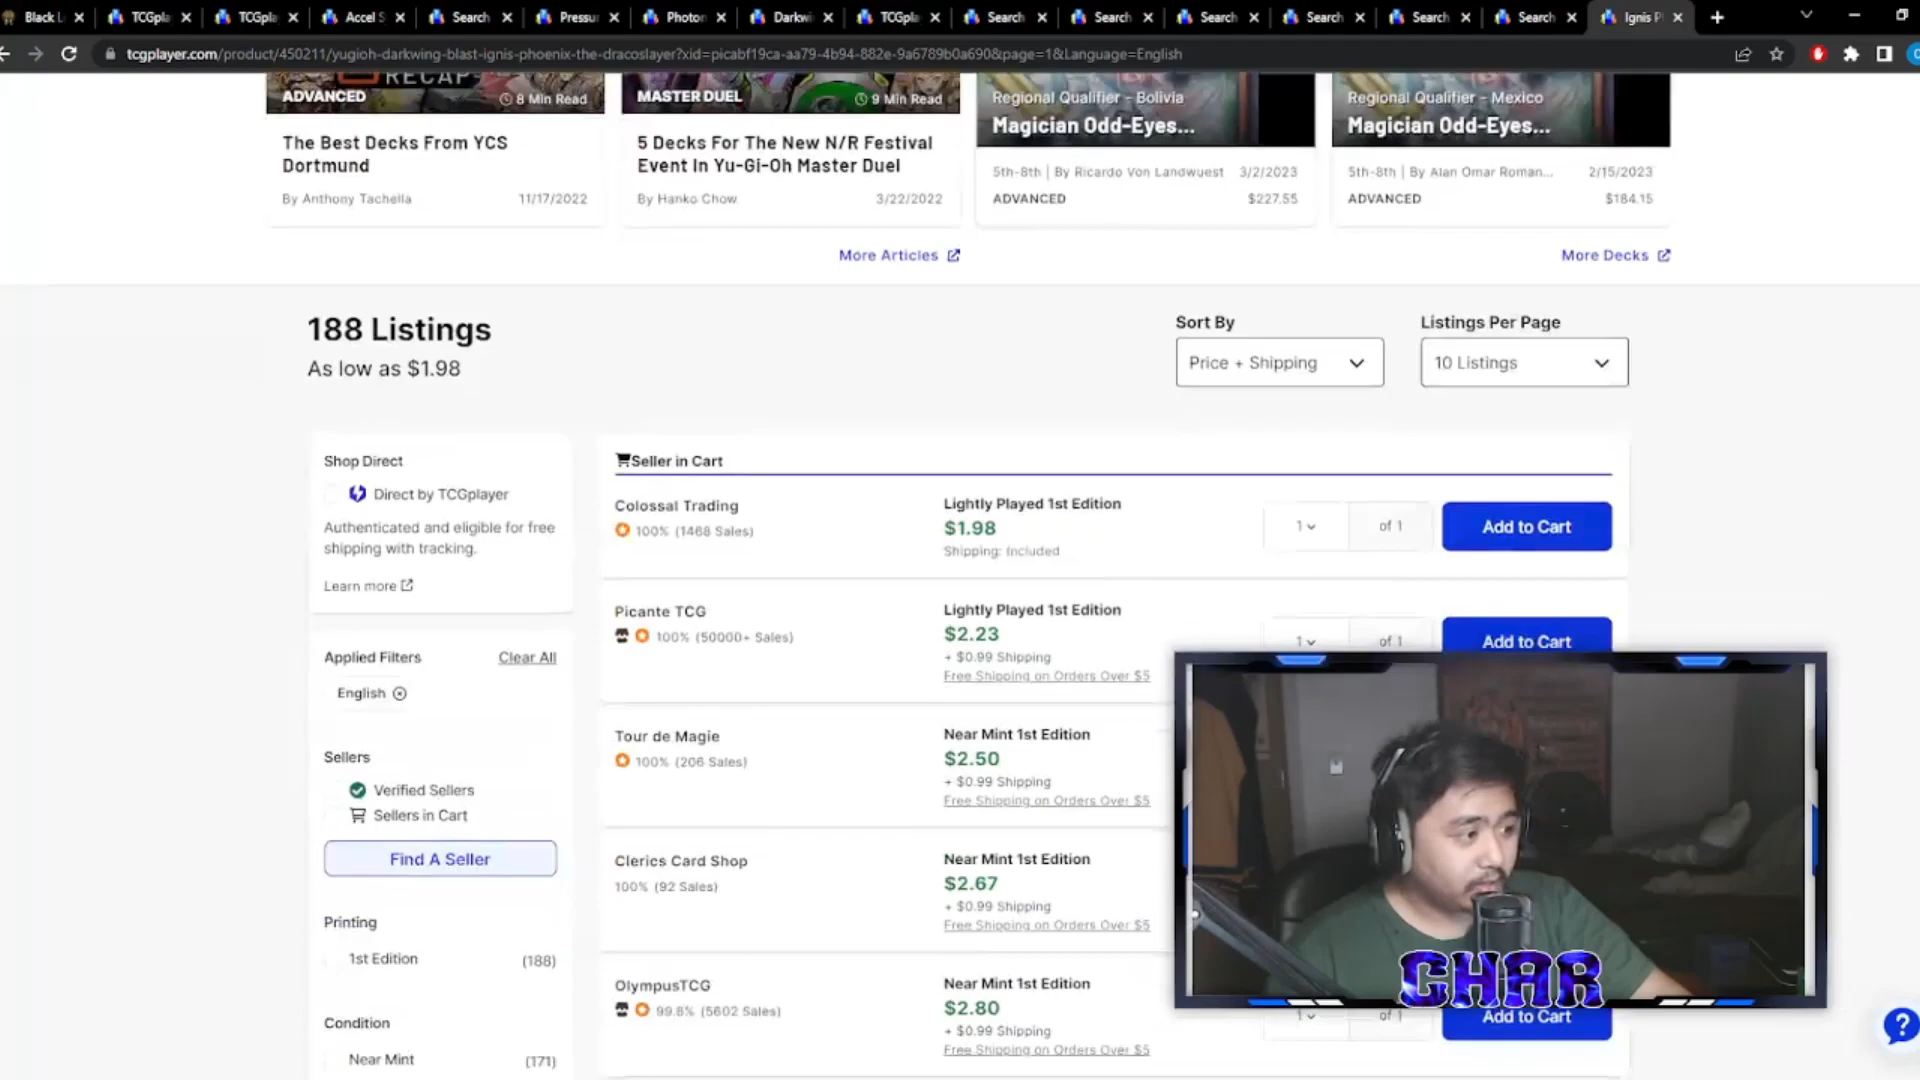 Black L
TCGpla
TCGpla
Accel S
Search
Pressu
Photon
Darkwi
TCGpla
Search
Search
Search
Search
Search
Search
Ignis P
tcgplayer.com/product/450211/yugioh-darkwing-blast-ignis-phoenix-the-dracoslayer?xid=picabf19ca-aa79-4b94-882e-9a6789b0a690&page=1&Language=English
RECAP
ADVANCED
8 Min Read
The Best Decks From YCS
Dortmund
By Anthony Tachella
11/17/2022
MASTER DUEL
9 Min Read
5 Decks For The New N/R Festival
Event In Yu-Gi-Oh Master Duel
By Hanko Chow
3/22/2022
Regional Qualifier - Bolivia
Magician Odd-Eyes...
5th-8th | By Ricardo Von Landwuest
3/2/2023
ADVANCED
$227.55
Regional Qualifier - Mexico
Magician Odd-Eyes...
5th-8th | By Alan Omar Roman...
2/15/2023
ADVANCED
$184.15
More Articles
More Decks
188 Listings
As low as $1.98
Sort By
Price + Shipping
Listings Per Page
10 Listings
Shop Direct
Direct by TCGplayer
Authenticated and eligible for free
shipping with tracking.
Learn more
Applied Filters
Clear All
English
Sellers
Verified Sellers
Sellers in Cart
Find A Seller
Printing
1st Edition
(188)
Condition
Near Mint
(171)
Seller in Cart
Colossal Trading
100% (1468 Sales)
Lightly Played 1st Edition
$1.98
Shipping: Included
1
of 1
Add to Cart
Picante TCG
100% (50000+ Sales)
Lightly Played 1st Edition
$2.23
+ $0.99 Shipping
Free Shipping on Orders Over $5
1
of 1
Add to Cart
Tour de Magie
100% (206 Sales)
Near Mint 1st Edition
$2.50
+ $0.99 Shipping
Free Shipping on Orders Over $5
Clerics Card Shop
100% (92 Sales)
Near Mint 1st Edition
$2.67
+ $0.99 Shipping
Free Shipping on Orders Over $5
OlympusTCG
99.8% (5602 Sales)
Near Mint 1st Edition
$2.80
+ $0.99 Shipping
Free Shipping on Orders Over $5
1
of 1
Add to Cart
CHAR